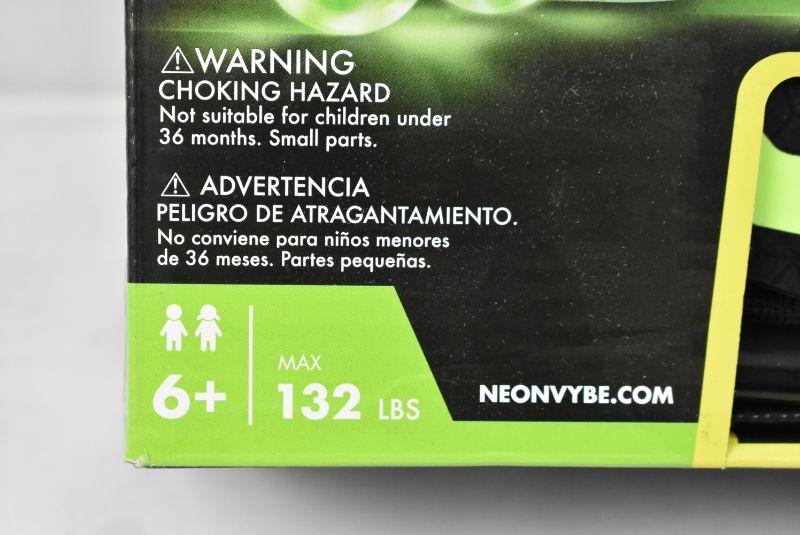 WARNING
CHOKING HAZARD
Not suitable for children under
36 months. Small parts.
ADVERTENCIA
PELIGRO DE ATRAGANTAMIENTO.
No conviene para niños menores
de 36 meses. Partes pequeñas.
6+
MAX
132 LBS
NEONVYBE.COM